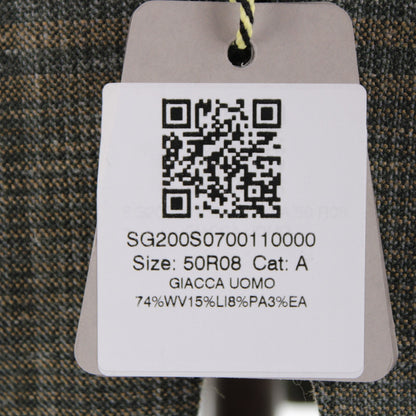 SG200S0700110000
Size: 50R08 Cat: A
GIACCA UOMO
74%WV15%LI8%PA3%EA